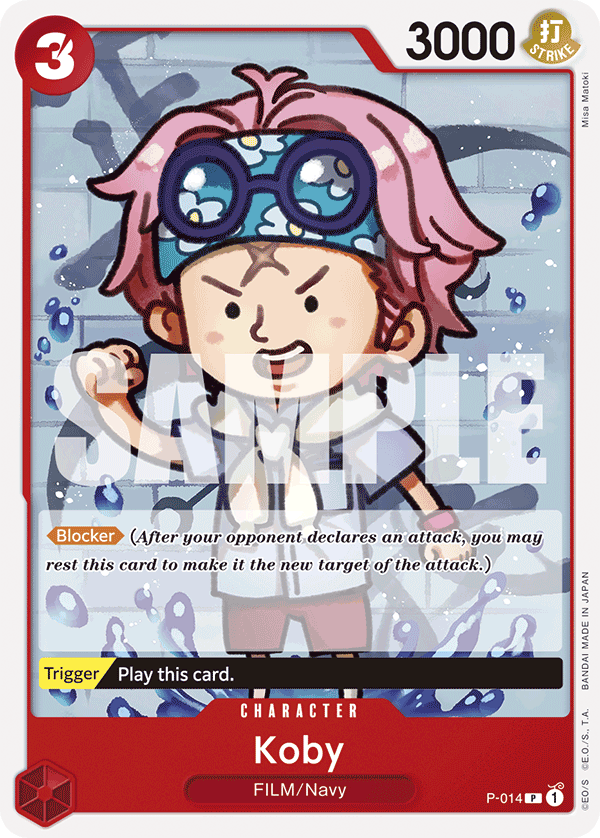 3
3000
打
STRIKE
Misa Matoki
SAMPLE
Blocker (After your opponent declares an attack, you may
rest this card to make it the new target of the attack.)
Trigger Play this card.
CHARACTER
Koby
FILM/Navy
P-014 P 1
©EO/S ©E.O./S., T.A. BANDAI MADE IN JAPAN